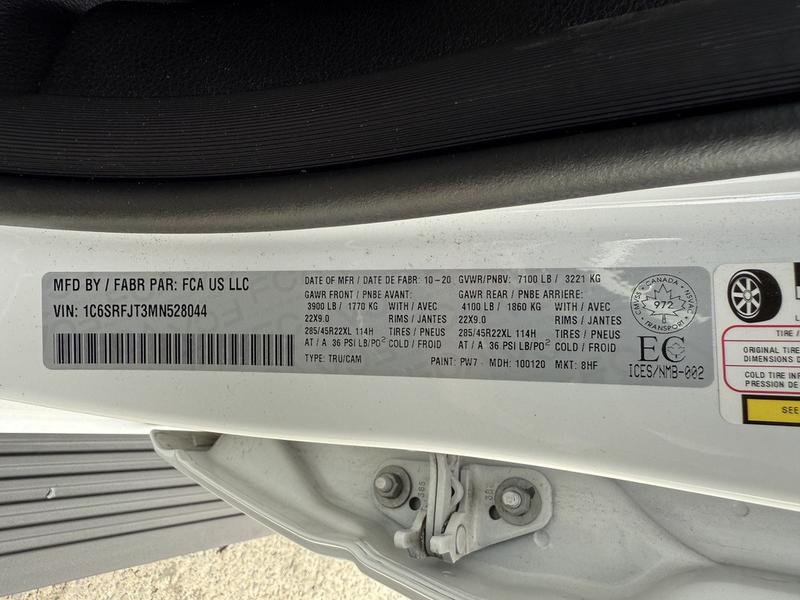 MFD BY / FABR PAR: FCA US LLC
VIN: 1C6SRFJT3MN528044
DATE OF MFR / DATE DE FABR: 10-20 GVWR/PNBV: 7100 LB / 3221 KG
GAWR FRONT / PNBE AVANT: GAWR REAR / PNBE ARRIERE:
3900 LB / 1770 KG WITH / AVEC 4100 LB / 1860 KG WITH / AVEC
22X9.0 RIMS / JANTES 22X9.0 RIMS / JANTES
285/45R22XL 114H TIRES / PNEUS 285/45R22XL 114H TIRES / PNEUS
AT / A 36 PSI LB/PO² COLD / FROID AT / A 36 PSI LB/PO² COLD / FROID
TYPE: TRU/CAM PAINT: PW7 MDH: 100120 MKT: 8HF
CANADA
CMVSS NSVAC
972
TRANSPORT
EC
ICES/NMB-002
TIRE /
ORIGINAL TIRE
DIMENSIONS D
COLD TIRE INF
PRESSION DE
SEE
385